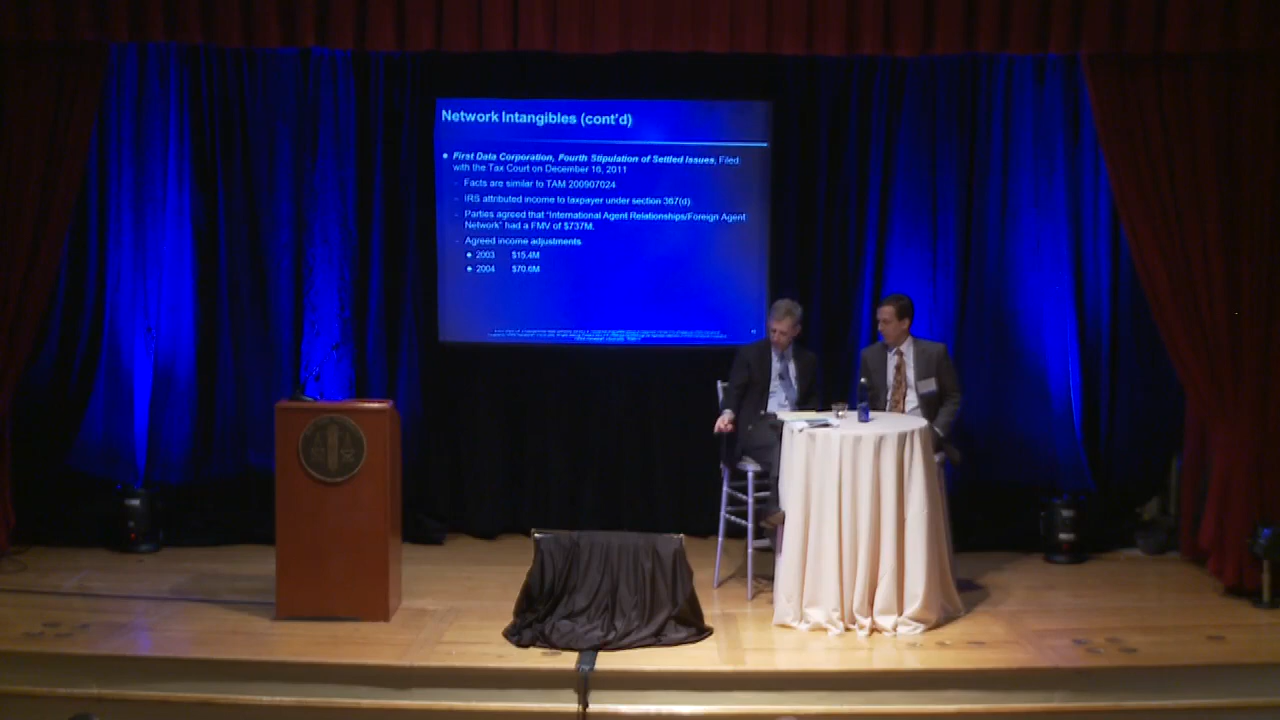 Network Intangibles (cont'd)
First Data Corporation, Fourth Stipulation of Settled Issues, Filed
with the Tax Court on December 16, 2011
- Facts are similar to TAM 200907024
- IRS attributed income to taxpayer under section 367(d)
- Parties agreed that "International Agent Relationships/Foreign Agent
Network" had a FMV of $737M.
- Agreed income adjustments
2003 $15.4M
2004 $70.6M